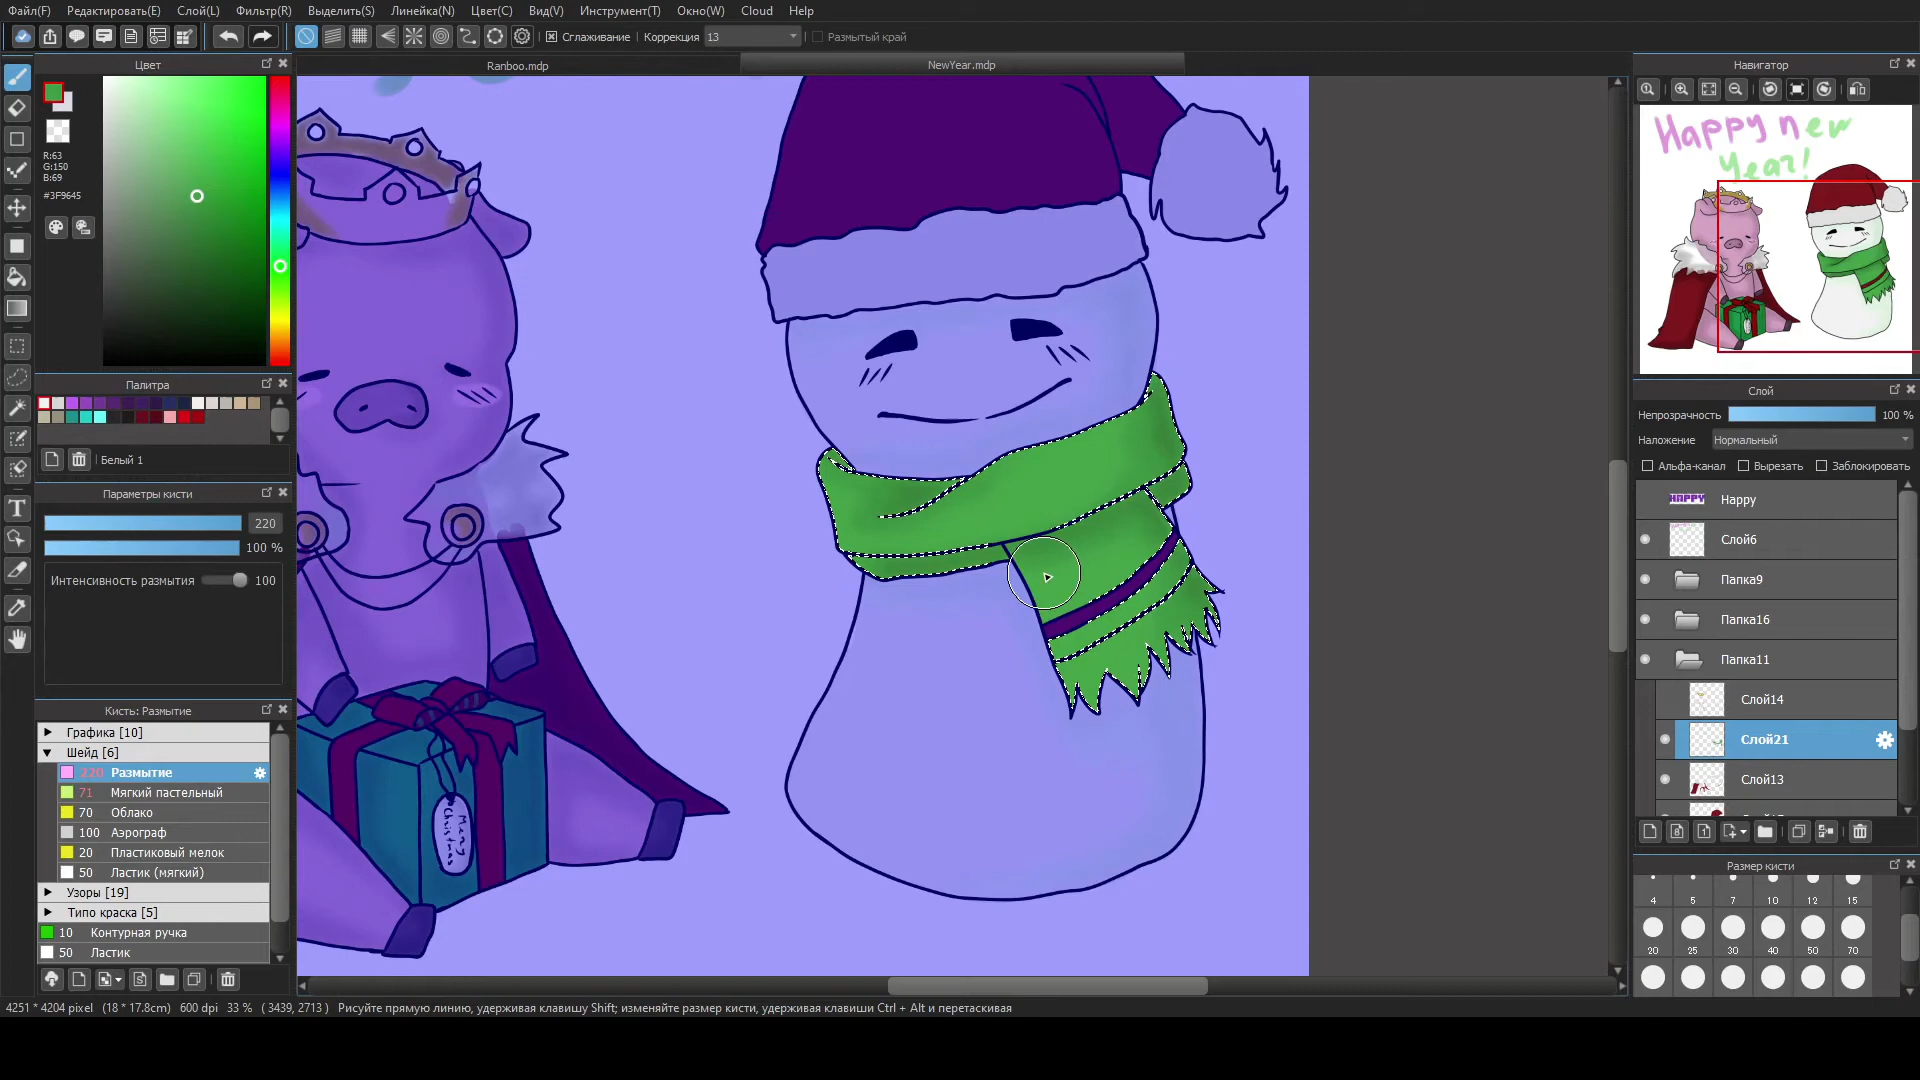 Файл(F) Редактировать(E) Слой(L) Фильтр(R) Выделить(S) Линейка(N) Цвет(C) Вид(V) Инструмент(T) Окно(W) Cloud Help
Сглаживание Коррекция 13 Размытый край
Цвет
Ranboo.mdp
NewYear.mdp
Навигатор
R:63
G:150
B:69
#3F9645
Happy new
Year!
Палитра
Белый 1
Параметры кисти
220
100 %
Интенсивность размытия 100
Кисть: Размытие
Графика [10]
Шейд [6]
220 Размытие
71 Мягкий пастельный
70 Облако
100 Аэрограф
20 Пластиковый мелок
50 Ластик (мягкий)
Узоры [19]
Типо краска [5]
10 Контурная ручка
50 Ластик
Merry
Christmas
Слой
Непрозрачность 100 %
Наложение Нормальный
Альфа-канал Вырезать Заблокировать
HAPPY Happy
Слой6
Папка9
Папка16
Папка11
Слой14
Слой21
Слой13
Размер кисти
4 5 7 10 12 15
20 25 30 40 50 70
4251 * 4204 pixel (18 * 17.8cm) 600 dpi 33 % ( 3439, 2713 ) Рисуйте прямую линию, удерживая клавишу Shift; изменяйте размер кисти, удерживая клавиши Ctrl + Alt и перетаскивая